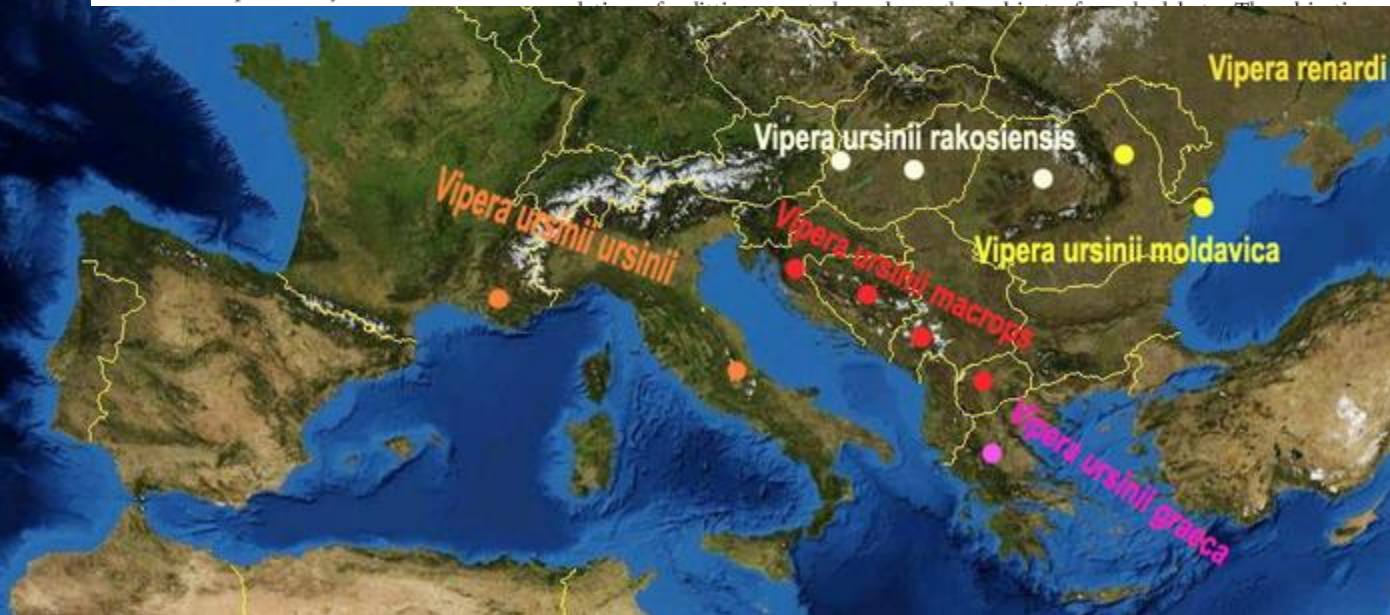 Vipera renardi
Vipera ursinii rakosiensis
Vipera ursinii ursinii
Vipera ursinii macrops
Vipera ursinii moldavica
Vipera ursinii graeca